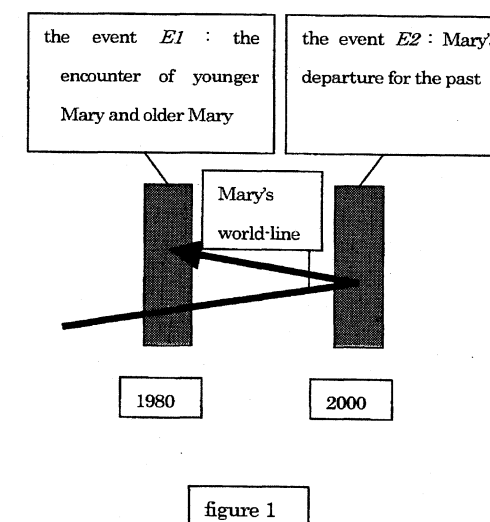 the event E1 : the
encounter of younger
Mary and older Mary
the event E2 : Mary's
departure for the past
Mary's
world-line
1980
2000
figure 1